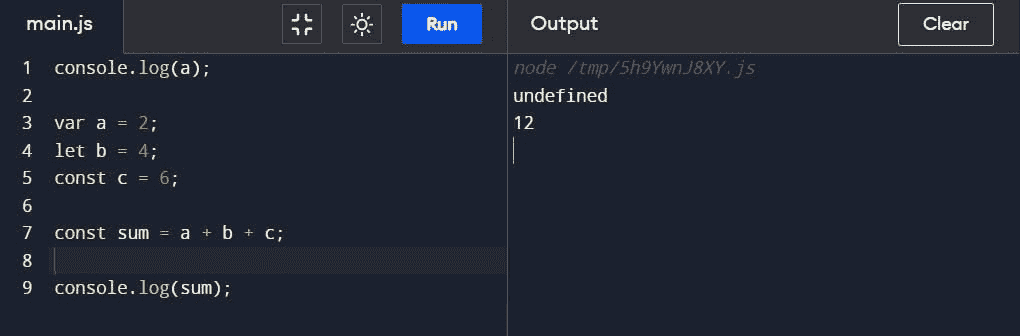 main.js
Run
Output
Clear
1 console.log(a);
2
3 var a = 2;
4 let b = 4;
5 const c = 6;
6
7 const sum = a + b + c;
8
9 console.log(sum);
node /tmp/5h9YwnJ8XY.js
undefined
12